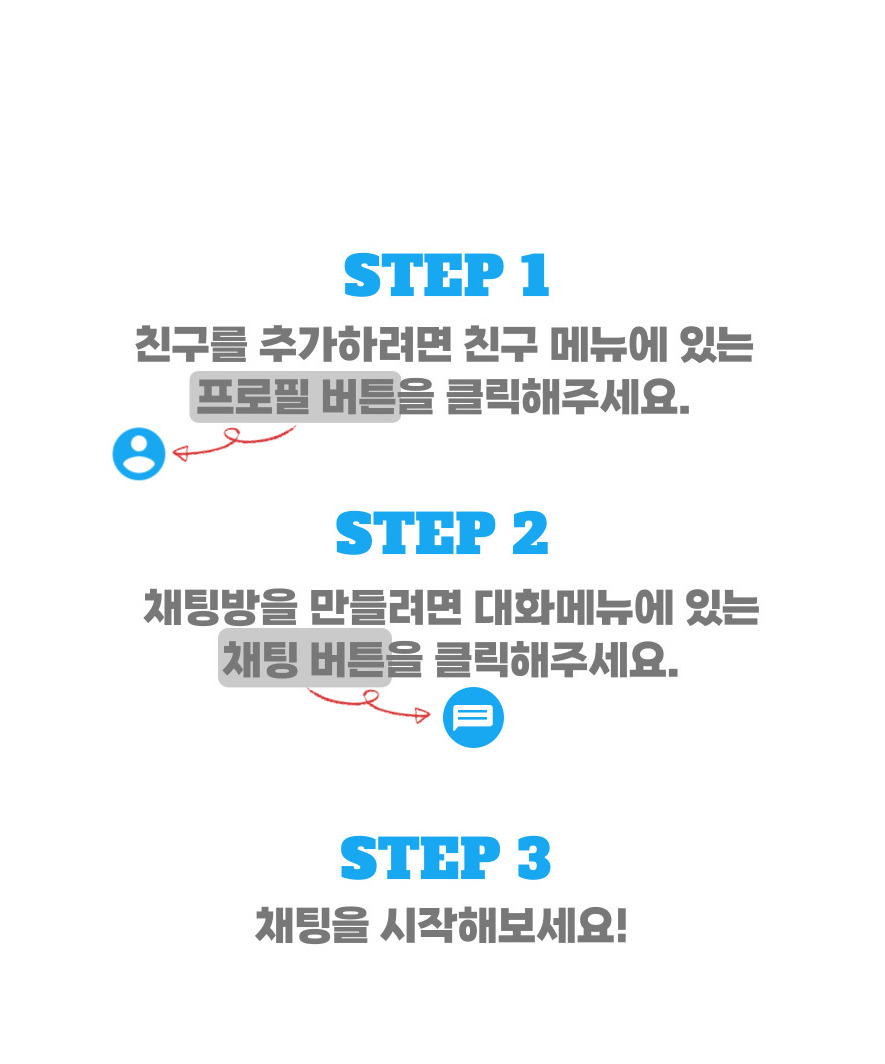 STEP 1
친구를 추가하려면 친구 메뉴에 있는
프로필 버튼을 클릭해주세요.
STEP 2
채팅방을 만들려면 대화메뉴에 있는
채팅 버튼을 클릭해주세요.
STEP 3
채팅을 시작해보세요!